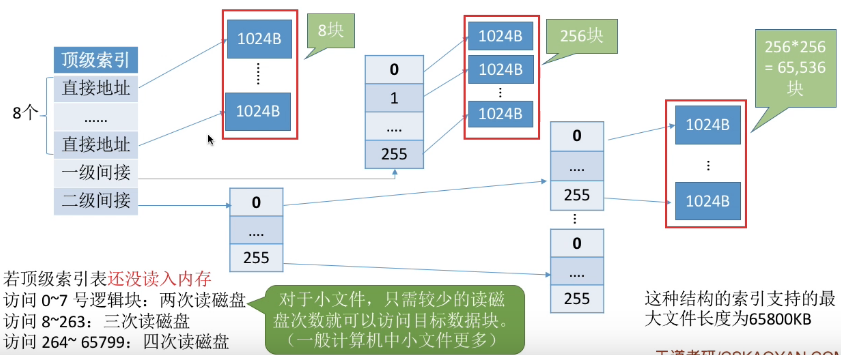 顶级索引
直接地址
......
直接地址
一级间接
二级间接
8个
1024B
......
1024B
8块
0
1
....
255
1024B
1024B
...
1024B
256块
256*256
= 65,536
块
0
....
255
0
....
255
...
0
....
255
1024B
...
1024B
若顶级索引表还没读入内存
访问 0~7 号逻辑块：两次读磁盘
访问 8~263：三次读磁盘
访问 264~ 65799：四次读磁盘
对于小文件，只需较少的读磁
盘次数就可以访问目标数据块。
（一般计算机中小文件更多）
这种结构的索引支持的最
大文件长度为65800KB